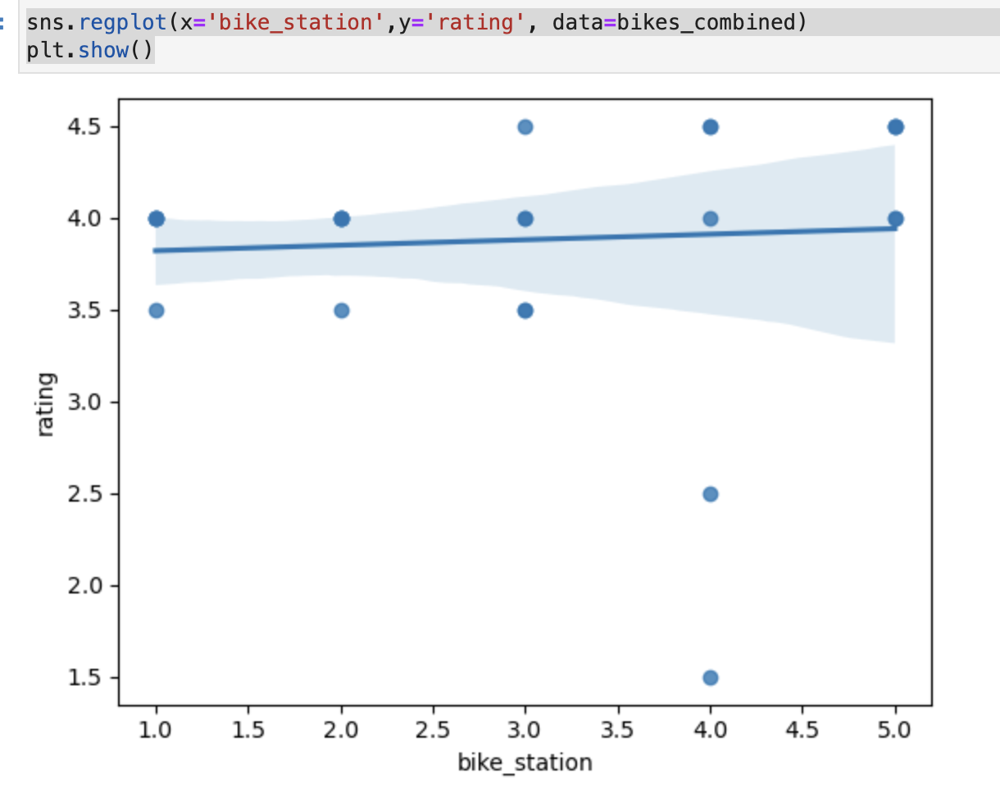 :
sns.regplot(x='bike_station',y='rating', data=bikes_combined)
plt.show()
4.5
4.0
3.5
3.0
2.5
2.0
1.5
rating
1.0 1.5 2.0 2.5 3.0 3.5 4.0 4.5 5.0
bike_station